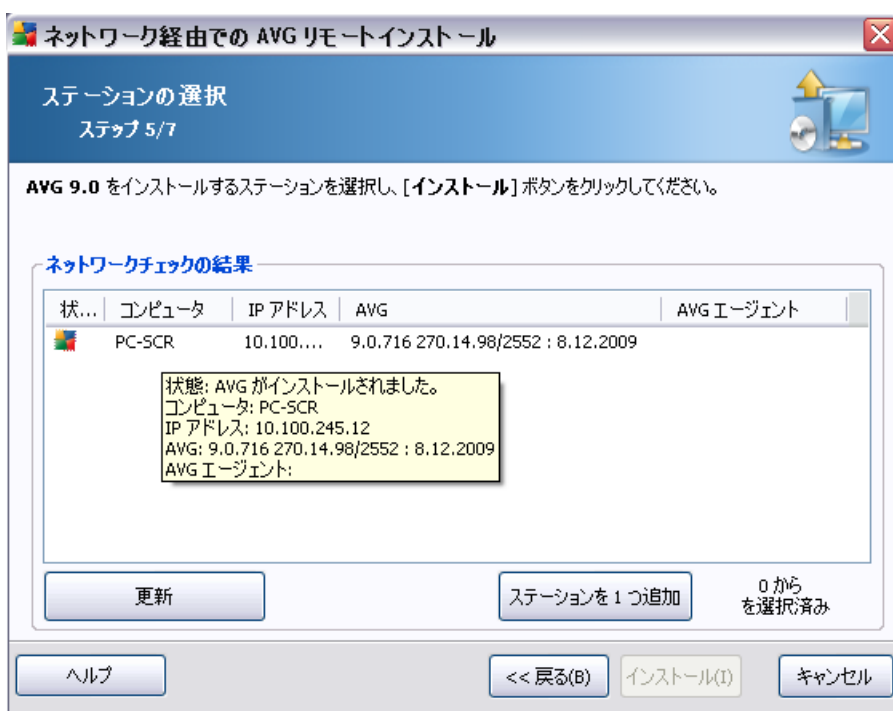 ネットワーク経由での AVG リモートインストール
ステーションの選択
ステップ 5/7
AVG 9.0 をインストールするステーションを選択し、[インストール] ボタンをクリックしてください。
ネットワークチェックの結果
状... コンピュータ IP アドレス AVG AVG エージェント
PC-SCR 10.100.... 9.0.716 270.14.98/2552 : 8.12.2009
状態: AVG がインストールされました。
コンピュータ: PC-SCR
IP アドレス: 10.100.245.12
AVG: 9.0.716 270.14.98/2552 : 8.12.2009
AVG エージェント:
更新 ステーションを 1 つ追加 0 から
を選択済み
ヘルプ << 戻る(B) インストール(I) キャンセル